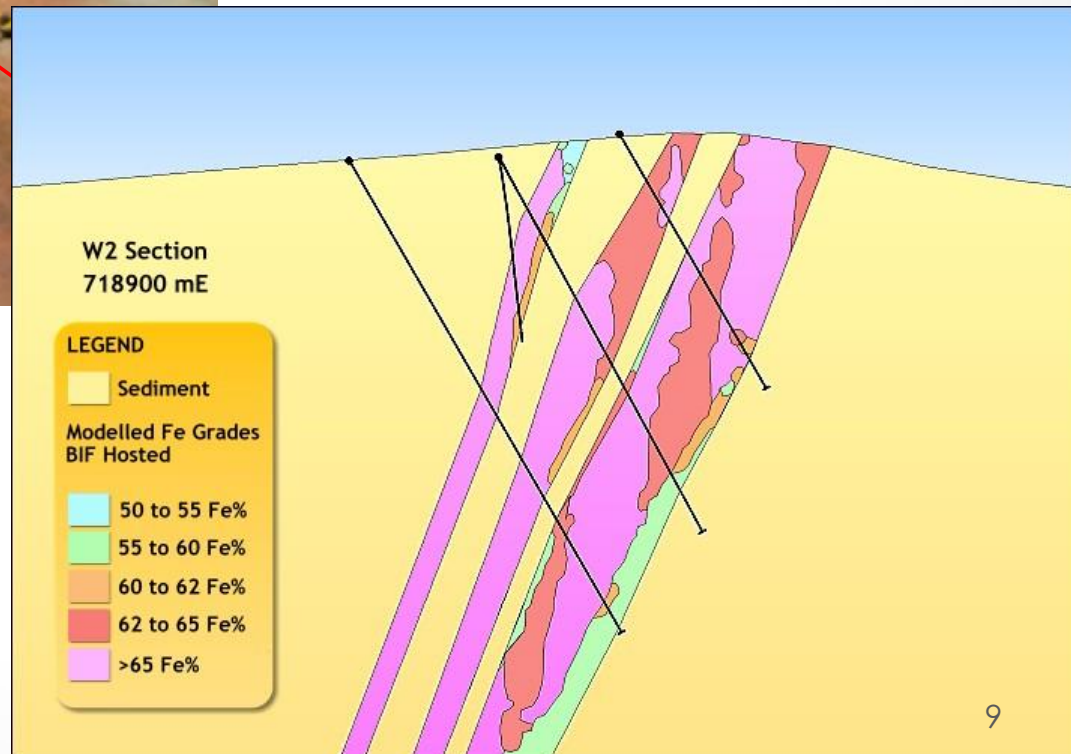 W2 Section
718900 mE
LEGEND
Sediment
Modelled Fe Grades
BIF Hosted
50 to 55 Fe%
55 to 60 Fe%
60 to 62 Fe%
62 to 65 Fe%
>65 Fe%
9